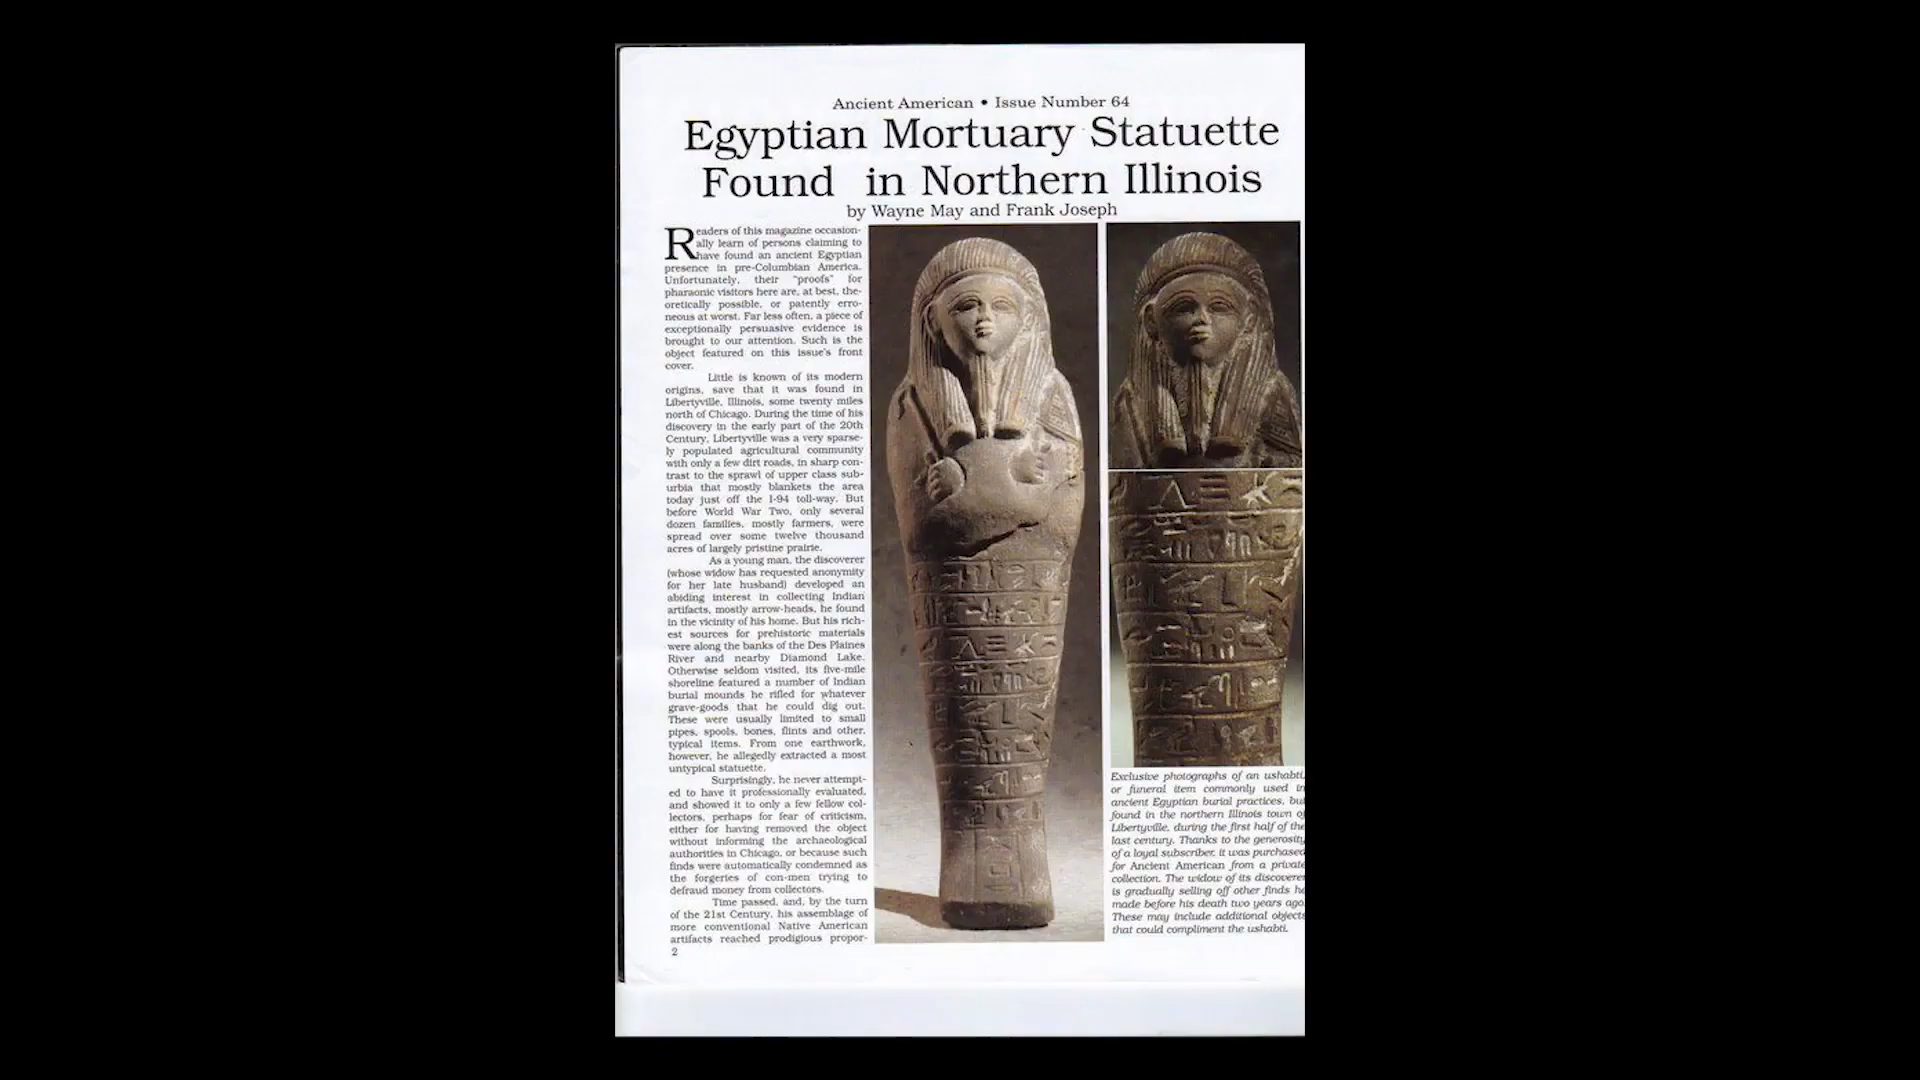 Ancient American • Issue Number 64
Egyptian Mortuary Statuette
Found in Northern Illinois
by Wayne May and Frank Joseph
Readers of this magazine occasion-
ally learn of persons claiming to
have found an ancient Egyptian
presence in pre-Columbian America.
Unfortunately, their "proofs" for
pharaonic visitors here are, at best, the-
oretically possible, or patently erro-
neous at worst. Far less often, a piece of
exceptionally persuasive evidence is
brought to our attention. Such is the
object featured on this issue's front
cover.
Little is known of its modern
origins, save that it was found in
Libertyville, Illinois, some twenty miles
north of Chicago. During the time of his
discovery in the early part of the 20th
Century, Libertyville was a very sparse-
ly populated agricultural community
with only a few dirt roads, in sharp con-
trast to the sprawl of upper class sub-
urbia that mostly blankets the area
today just off the I-94 toll-way. But
before World War Two, only several
dozen families, mostly farmers, were
spread over some twelve thousand
acres of largely pristine prairie.
As a young man, the discoverer
(whose widow has requested anonymity
for her late husband) developed an
abiding interest in collecting Indian
artifacts, mostly arrow-heads, he found
in the vicinity of his home. But his rich-
est sources for prehistoric materials
were along the banks of the Des Plaines
River and nearby Diamond Lake.
Otherwise seldom visited, its five-mile
shoreline featured a number of Indian
burial mounds he rifled for whatever
grave-goods that he could dig out.
These were usually limited to small
pipes, spools, bones, flints and other,
typical items. From one earthwork,
however, he allegedly extracted a most
untypical statuette.
Surprisingly, he never attempt-
ed to have it professionally evaluated,
and showed it to only a few fellow col-
lectors, perhaps for fear of criticism,
either for having removed the object
without informing the archaeological
authorities in Chicago, or because such
finds were automatically condemned as
the forgeries of con-men trying to
defraud money from collectors.
Time passed, and, by the turn
of the 21st Century, his assemblage of
more conventional Native American
artifacts reached prodigious propor-
2
Exclusive photographs of an ushabti,
or funeral item commonly used in
ancient Egyptian burial practices, bu
found in the northern Illinois town o
Libertyville, during the first half of the
last century. Thanks to the generosity
of a loyal subscriber, it was purchased
for Ancient American from a private
collection. The widow of its discoverer
is gradually selling off other finds he
made before his death two years ago.
These may include additional objects
that could compliment the ushabti.